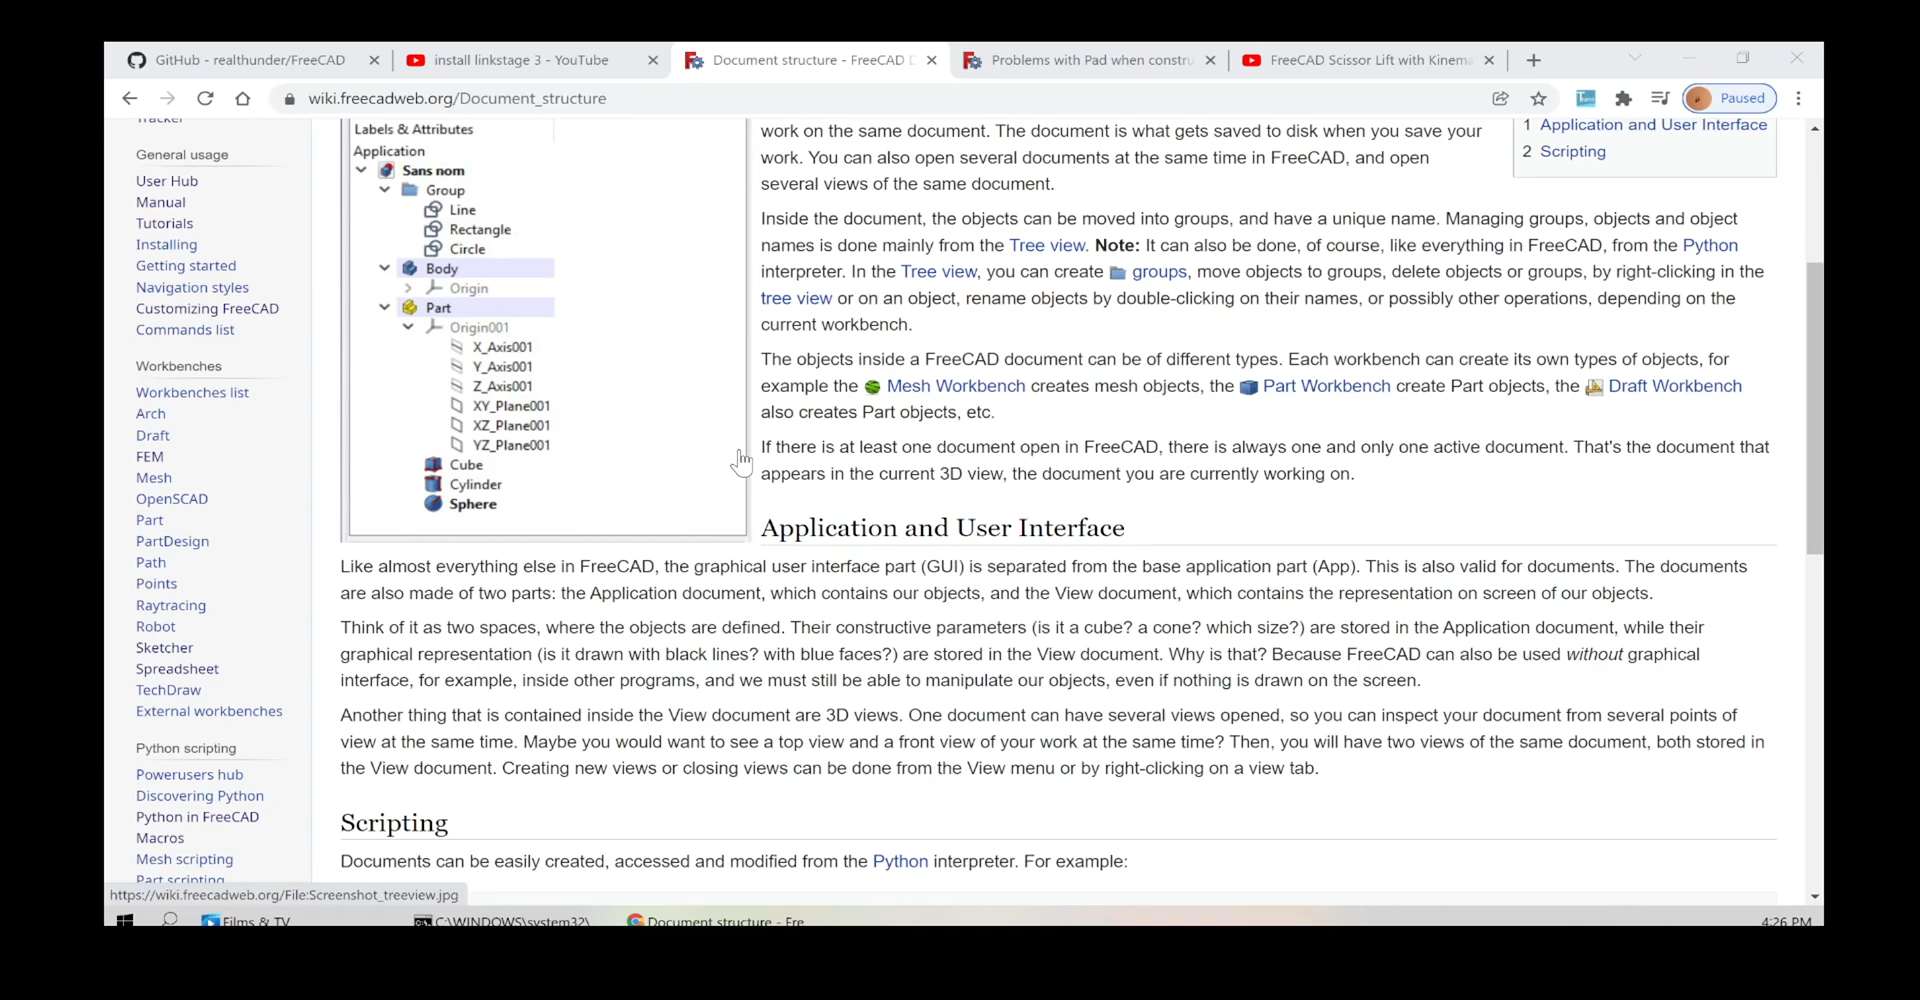 GitHub - realthunder/FreeCAD
install linkstage 3 - YouTube
Document structure - FreeCAD D
Problems with Pad when constru
FreeCAD Scissor Lift with Kinema
wiki.freecadweb.org/Document_structure
Paused
Tracker
General usage
User Hub
Manual
Tutorials
Installing
Getting started
Navigation styles
Customizing FreeCAD
Commands list
Workbenches
Workbenches list
Arch
Draft
FEM
Mesh
OpenSCAD
Part
PartDesign
Path
Points
Raytracing
Robot
Sketcher
Spreadsheet
TechDraw
External workbenches
Python scripting
Powerusers hub
Discovering Python
Python in FreeCAD
Macros
Mesh scripting
Part scripting
Labels & Attributes
Application
Sans nom
Group
Line
Rectangle
Circle
Body
Origin
Part
Origin001
X_Axis001
Y_Axis001
Z_Axis001
XY_Plane001
XZ_Plane001
YZ_Plane001
Cube
Cylinder
Sphere
work on the same document. The document is what gets saved to disk when you save your
work. You can also open several documents at the same time in FreeCAD, and open
several views of the same document.
1 Application and User Interface
2 Scripting
Inside the document, the objects can be moved into groups, and have a unique name. Managing groups, objects and object
names is done mainly from the Tree view. Note: It can also be done, of course, like everything in FreeCAD, from the Python
interpreter. In the Tree view, you can create groups, move objects to groups, delete objects or groups, by right-clicking in the
tree view or on an object, rename objects by double-clicking on their names, or possibly other operations, depending on the
current workbench.
The objects inside a FreeCAD document can be of different types. Each workbench can create its own types of objects, for
example the Mesh Workbench creates mesh objects, the Part Workbench create Part objects, the Draft Workbench
also creates Part objects, etc.
If there is at least one document open in FreeCAD, there is always one and only one active document. That's the document that
appears in the current 3D view, the document you are currently working on.
Application and User Interface
Like almost everything else in FreeCAD, the graphical user interface part (GUI) is separated from the base application part (App). This is also valid for documents. The documents
are also made of two parts: the Application document, which contains our objects, and the View document, which contains the representation on screen of our objects.
Think of it as two spaces, where the objects are defined. Their constructive parameters (is it a cube? a cone? which size?) are stored in the Application document, while their
graphical representation (is it drawn with black lines? with blue faces?) are stored in the View document. Why is that? Because FreeCAD can also be used without graphical
interface, for example, inside other programs, and we must still be able to manipulate our objects, even if nothing is drawn on the screen.
Another thing that is contained inside the View document are 3D views. One document can have several views opened, so you can inspect your document from several points of
view at the same time. Maybe you would want to see a top view and a front view of your work at the same time? Then, you will have two views of the same document, both stored in
the View document. Creating new views or closing views can be done from the View menu or by right-clicking on a view tab.
Scripting
Documents can be easily created, accessed and modified from the Python interpreter. For example:
https://wiki.freecadweb.org/File:Screenshot_treeview.jpg
Films & TV
C:\WINDOWS\system32\
Document structure - Fre
4:26 PM